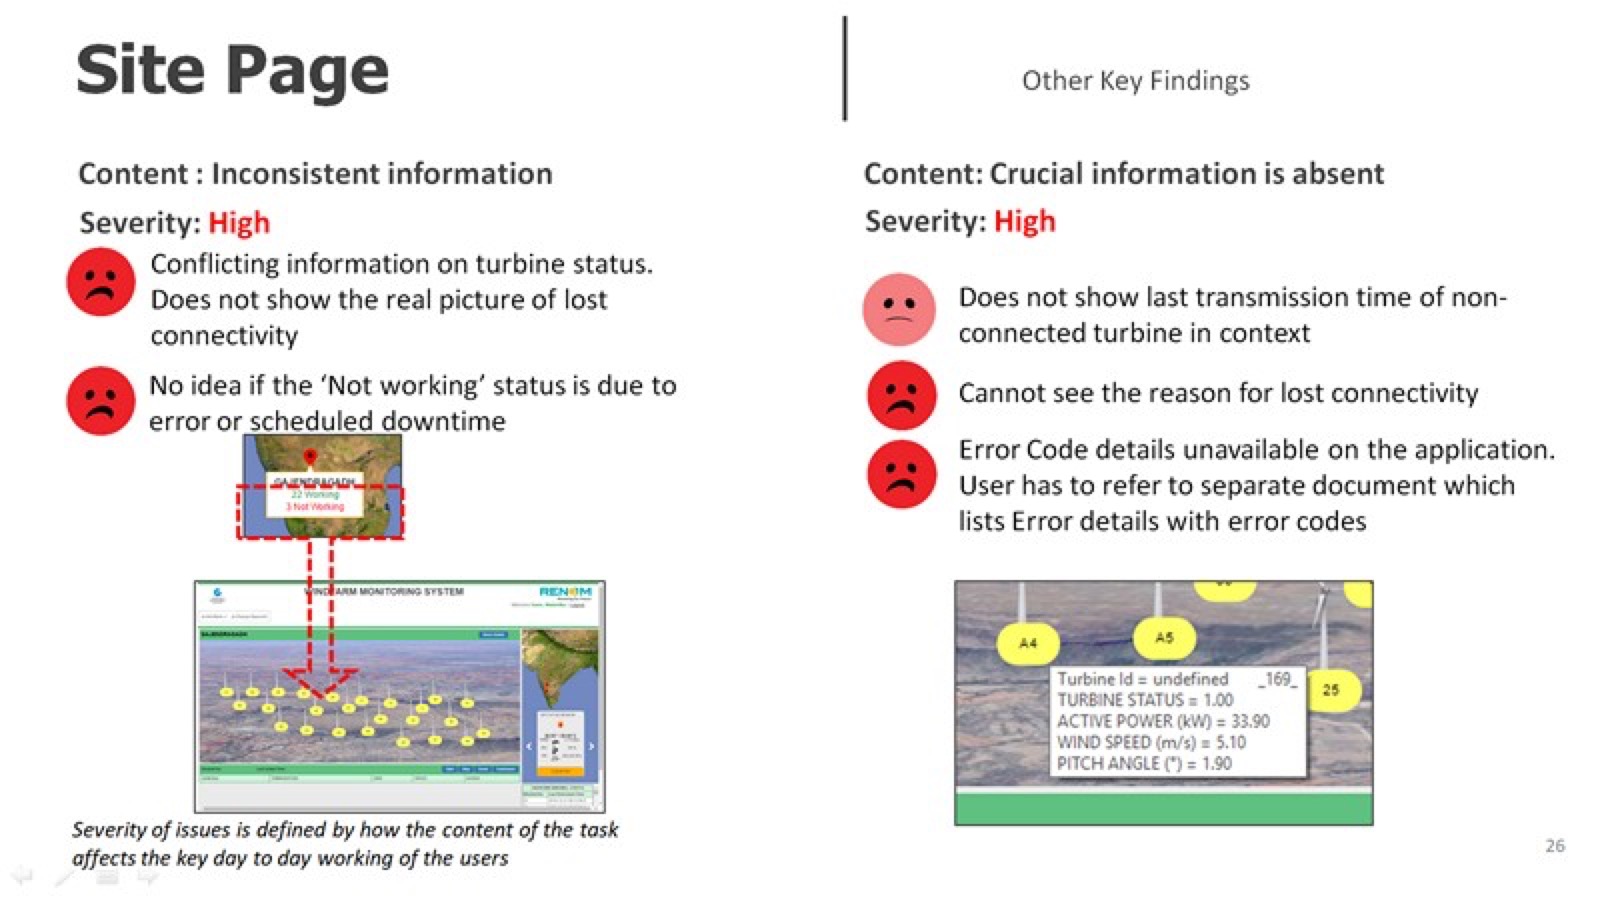 Site Page
Other Key Findings
Content : Inconsistent information
Severity: High
Conflicting information on turbine status.
Does not show the real picture of lost
connectivity
No idea if the ‘Not working’ status is due to
error or scheduled downtime
GAJENDRAGADH
22 Working
3 Not Working
WINDFARM MONITORING SYSTEM
RENOM
GAJENDRAGADH
Severity of issues is defined by how the content of the task
affects the key day to day working of the users
Content: Crucial information is absent
Severity: High
Does not show last transmission time of non-
connected turbine in context
Cannot see the reason for lost connectivity
Error Code details unavailable on the application.
User has to refer to separate document which
lists Error details with error codes
A4
A5
25
Turbine Id = undefined _169_
TURBINE STATUS = 1.00
ACTIVE POWER (kW) = 33.90
WIND SPEED (m/s) = 5.10
PITCH ANGLE (°) = 1.90
26